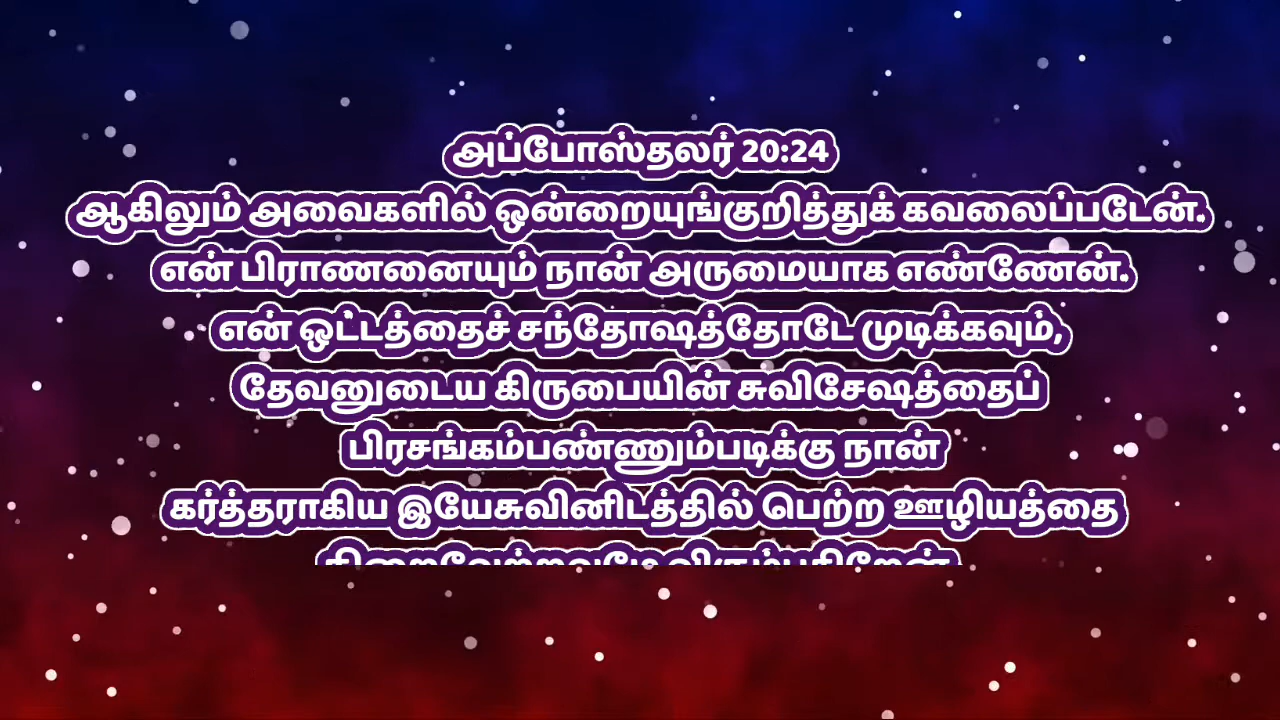 அப்போஸ்தலர் 20:24
ஆகிலும் அவைகளில் ஒன்றையுங்குறித்துக் கவலைப்படேன்.
என் பிராணனையும் நான் அருமையாக எண்ணேன்.
என் ஒட்டத்தைச் சந்தோஷத்தோடே முடிக்கவும்,
தேவனுடைய கிருபையின் சுவிசேஷத்தைப்
பிரசங்கம்பண்ணும்படிக்கு நான்
கர்த்தராகிய இயேசுவினிடத்தில் பெற்ற ஊழியத்தை